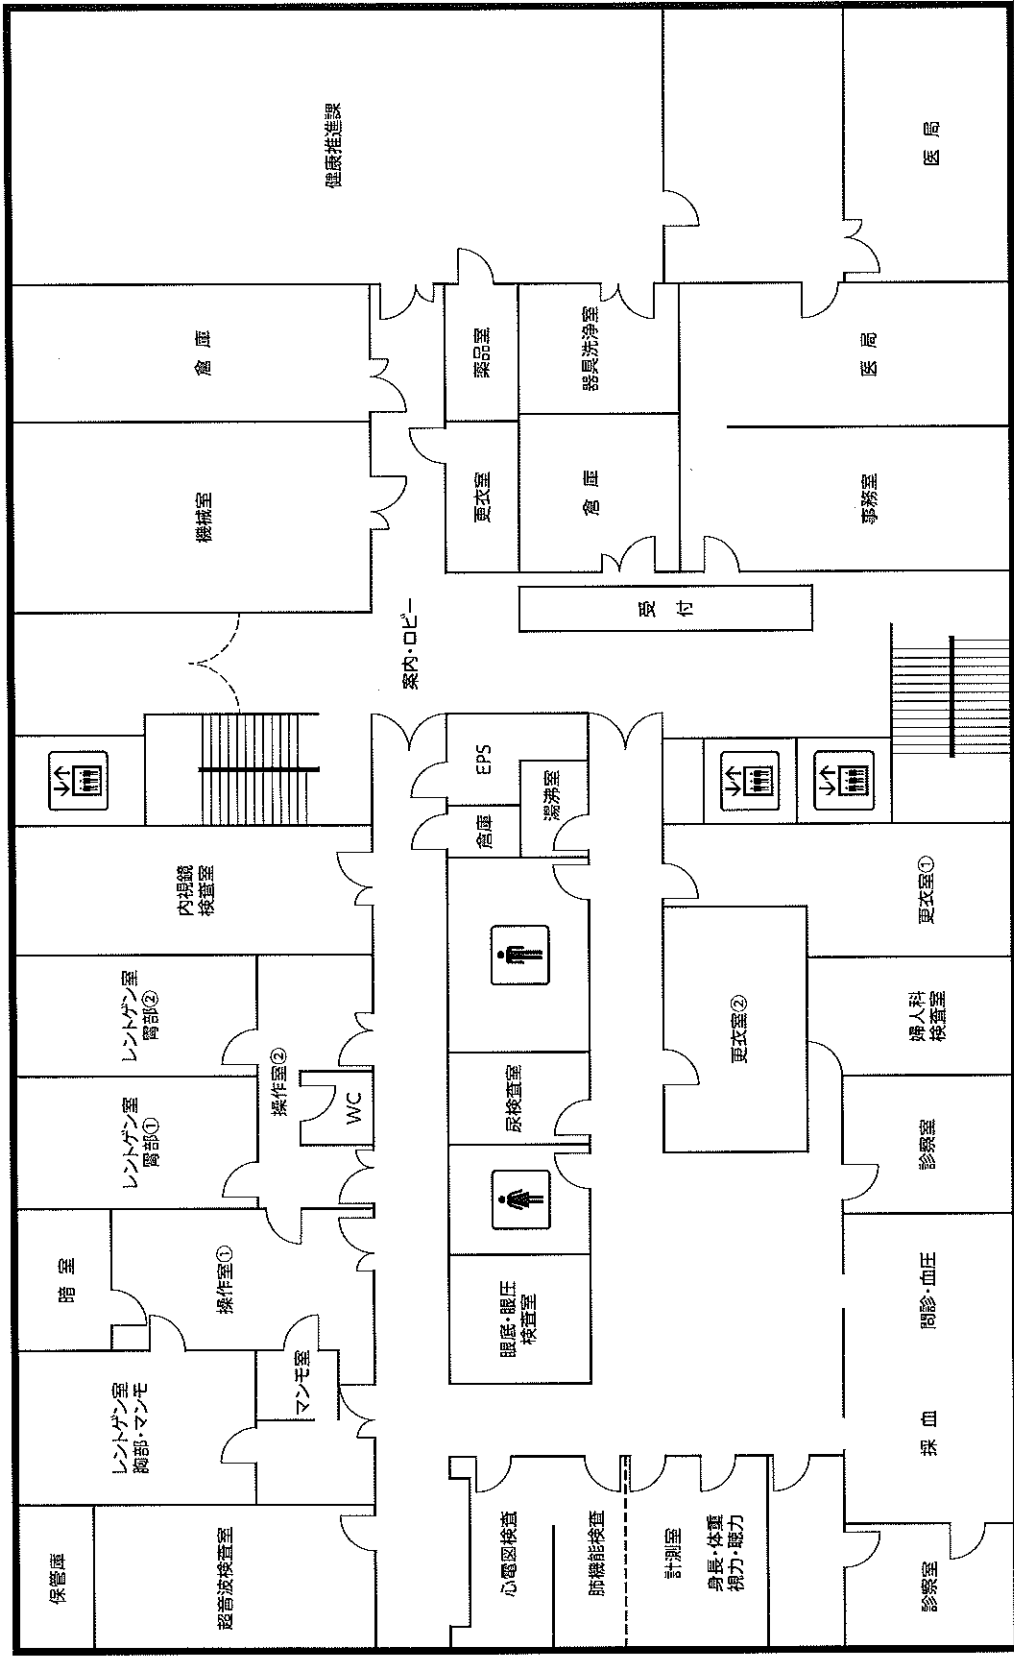 保管庫
超音波検査室
レントゲン室
胸部・マンモ
マンモ室
暗 室
操作室①
レントゲン室
胃部①
レントゲン室
胃部②
操作室②
WC
内視鏡
検査室
機械室
倉 庫
健康推進課
案内・ロビー
心電図検査
肺機能検査
計測室
身長・体重
視力・聴力
眼底・眼圧
検査室
尿検査室
倉庫
EPS
湯沸室
更衣室
薬品室
倉 庫
器具洗浄室
受 付
更衣室②
更衣室①
診察室
採 血
問診・血圧
診察室
婦人科
検査室
事務室
医 局
医 局